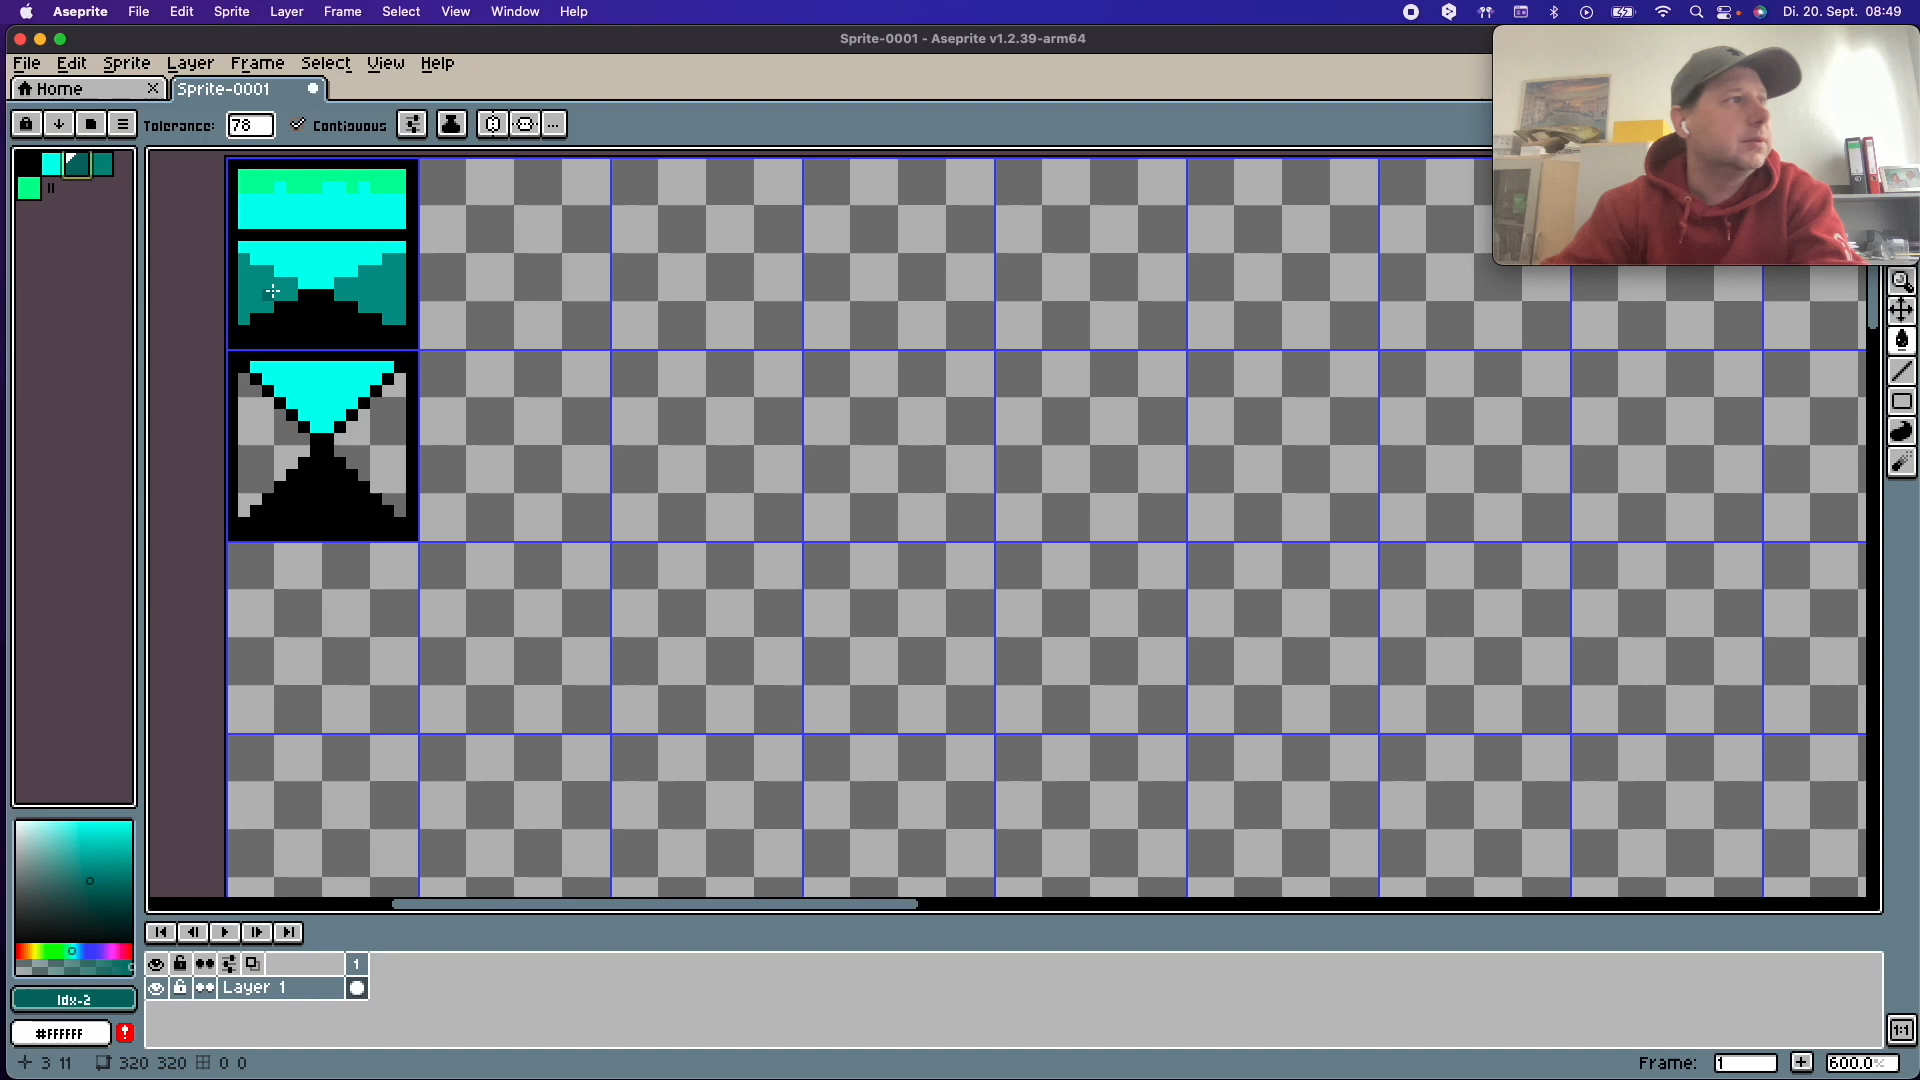 Aseprite File Edit Sprite Layer Frame Select View Window Help
Di. 20. Sept. 08:49
Sprite-0001 - Aseprite v1.2.39-arm64
File Edit Sprite Layer Frame Select View Help
Home
Sprite-0001
Tolerance: 78 Contiguous
Idx-2
#FFFFFF
1
Layer 1
3 11 320 320 0 0
Frame: 1 600.0
1:1